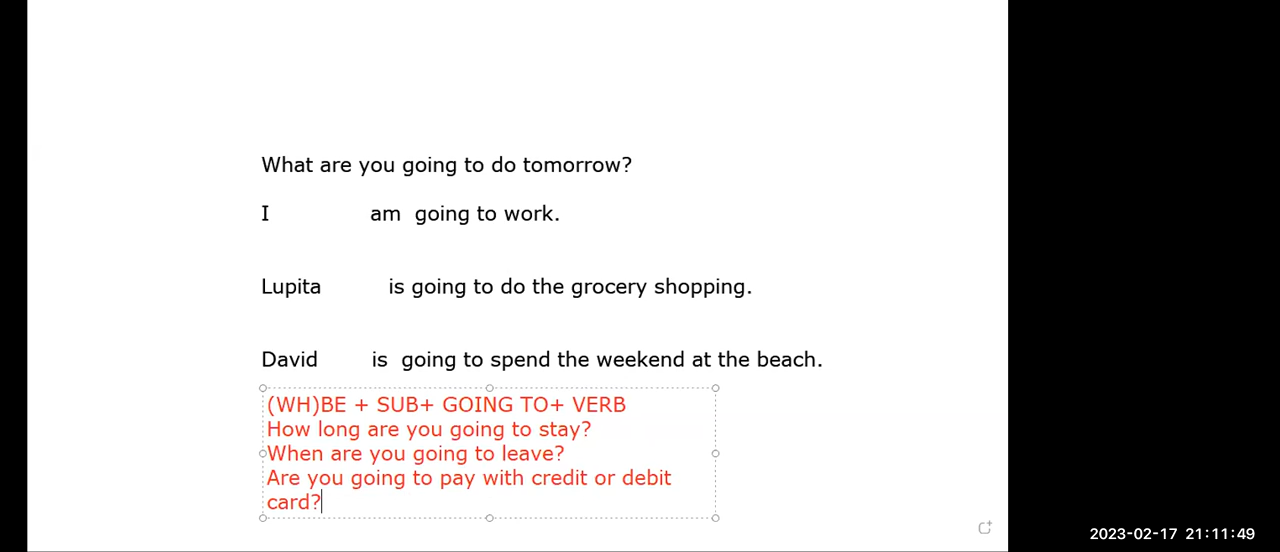 What are you going to do tomorrow?
I am going to work.
Lupita is going to do the grocery shopping.
David is going to spend the weekend at the beach.
(WH)BE + SUB+ GOING TO+ VERB
How long are you going to stay?
When are you going to leave?
Are you going to pay with credit or debit
card?
2023-02-17 21:11:49